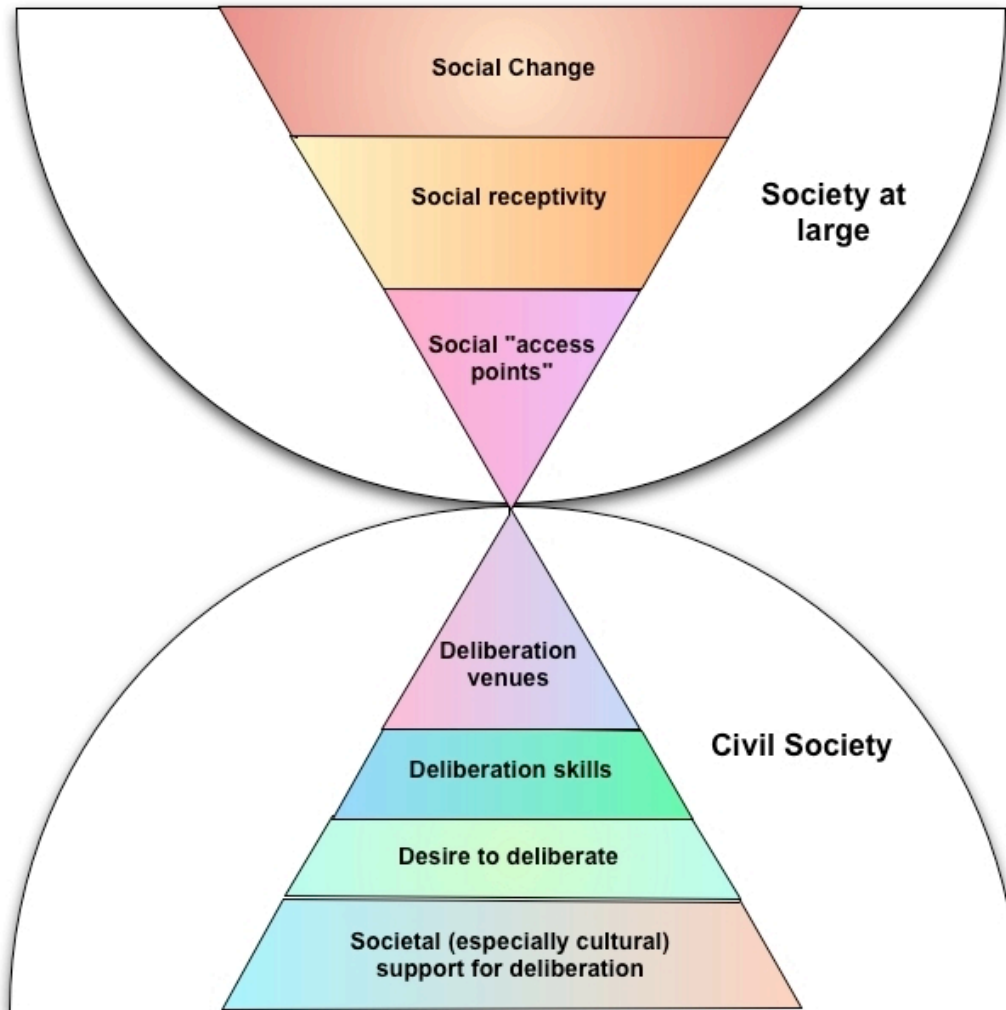 Social Change
Social receptivity
Society at
large
Social "access
points"
Deliberation
venues
Civil Society
Deliberation skills
Desire to deliberate
Societal (especially cultural)
support for deliberation